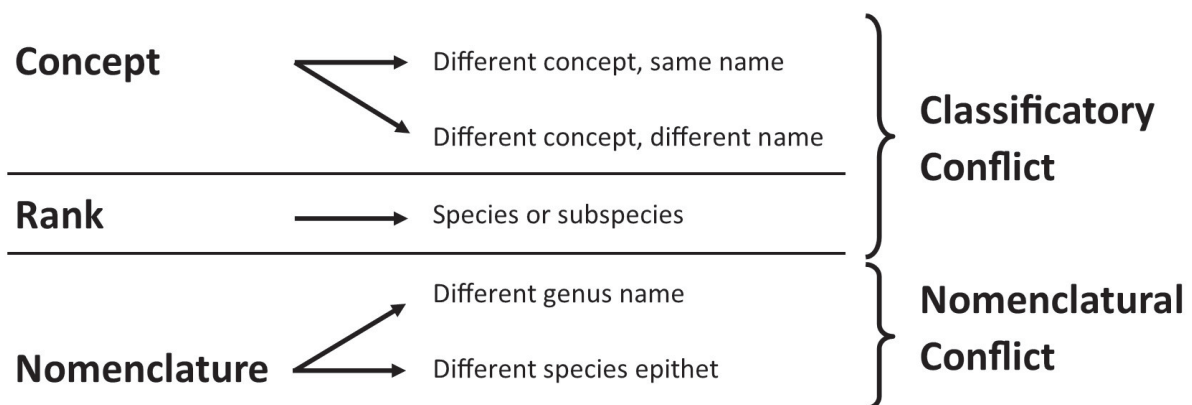 Concept
Different concept, same name
Different concept, different name
Classificatory
Conflict
Rank
Species or subspecies
Nomenclature
Different genus name
Different species epithet
Nomenclatural
Conflict